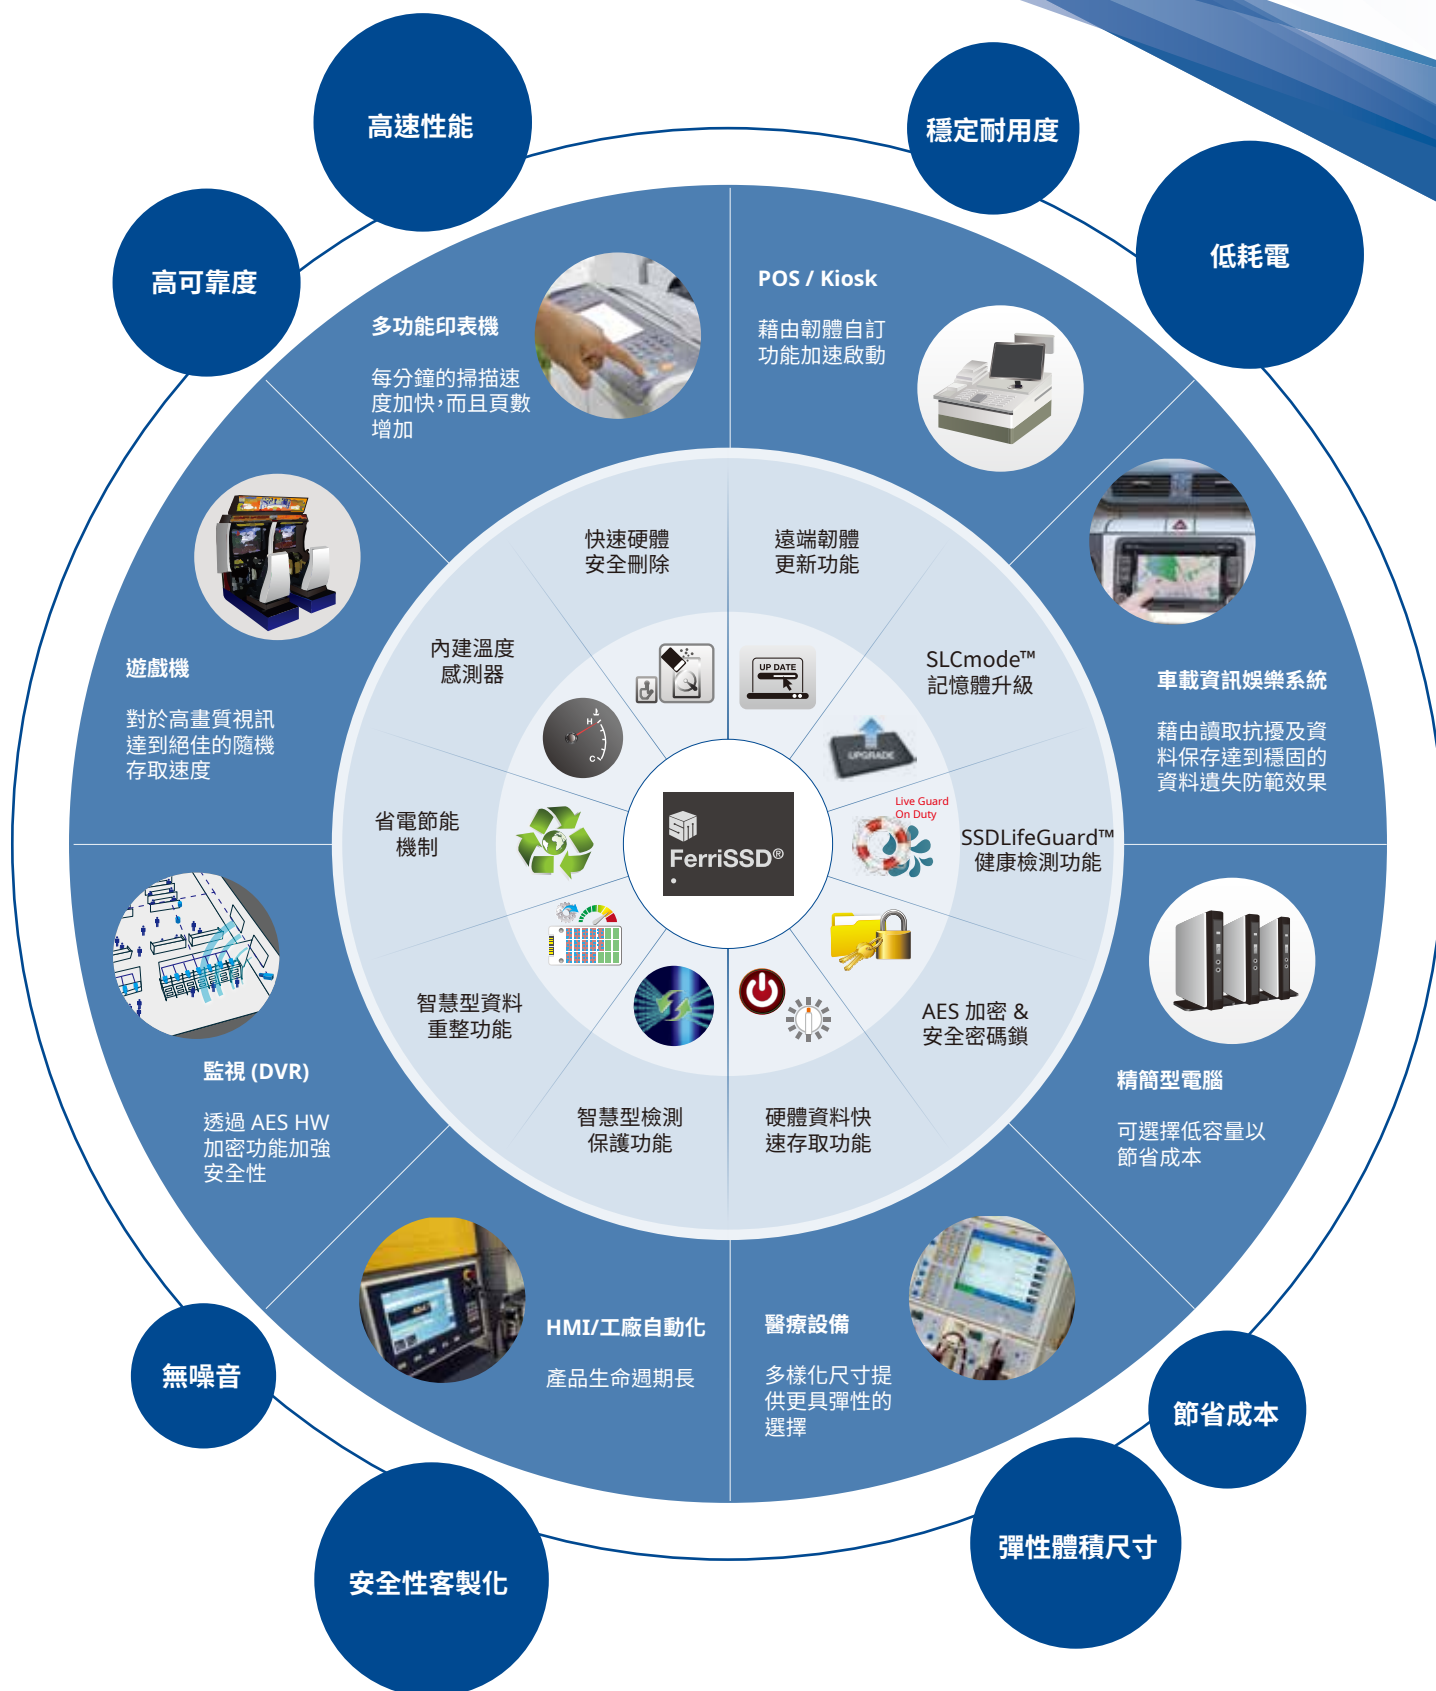 高速性能
穩定耐用度
高可靠度
低耗電
多功能印表機
每分鐘的掃描速
度加快,而且頁數
增加
POS / Kiosk
藉由韌體自訂
功能加速啟動
遊戲機
對於高畫質視訊
達到絕佳的隨機
存取速度
車載資訊娛樂系統
藉由讀取抗擾及資
料保存達到穩固的
資料遺失防範效果
快速硬體
安全刪除
遠端韌體
更新功能
內建溫度
感測器
SLCmode™
記憶體升級
省電節能
機制
SSDLifeGuard™
健康檢測功能
智慧型資料
重整功能
AES 加密 &
安全密碼鎖
智慧型檢測
保護功能
硬體資料快
速存取功能
UP DATE
H
C
UPGRADE
Live Guard
On Duty
SM
FerriSSD®
監視 (DVR)
透過 AES HW
加密功能加強
安全性
精簡型電腦
可選擇低容量以
節省成本
HMI/工廠自動化
產品生命週期長
醫療設備
多樣化尺寸提
供更具彈性的
選擇
無噪音
節省成本
安全性客製化
彈性體積尺寸